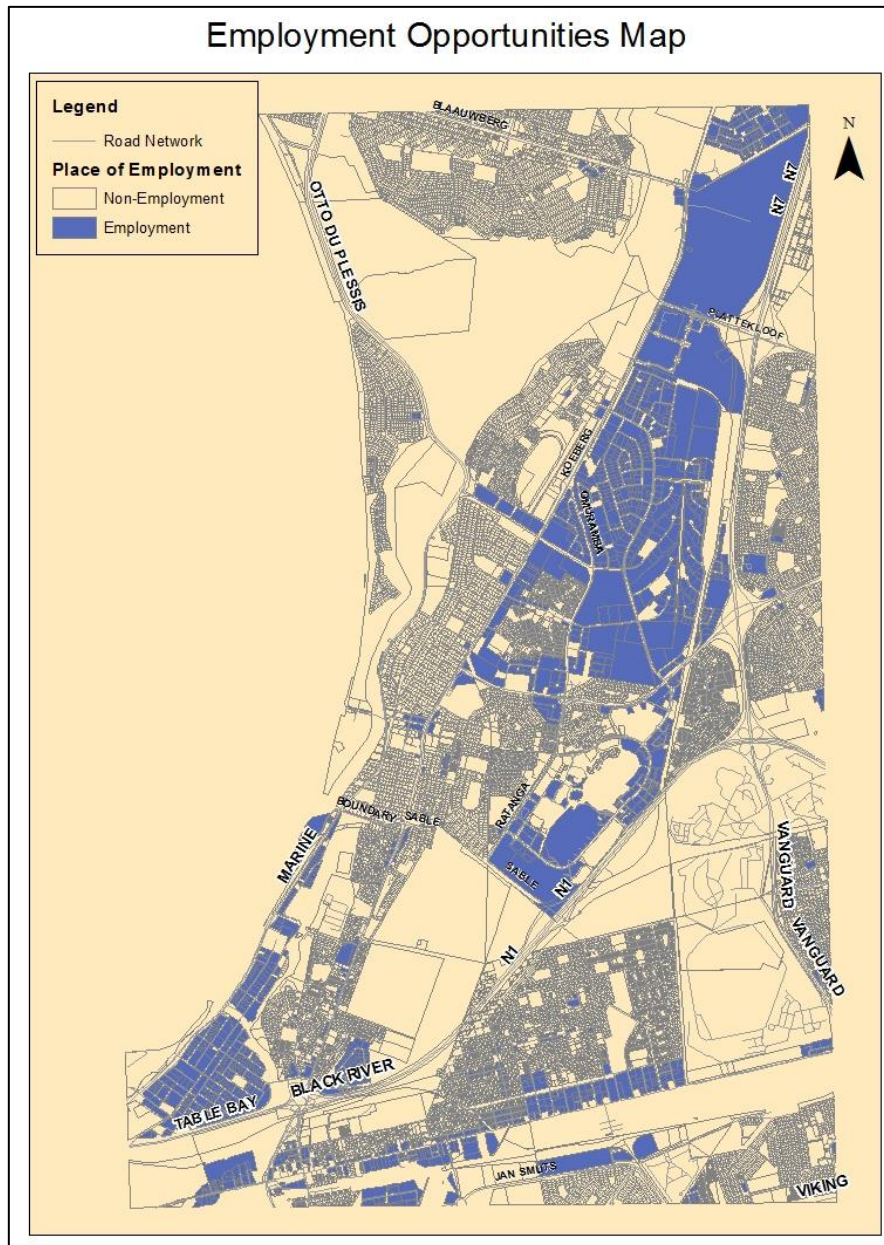 Employment Opportunities Map
Legend
Road Network
Place of Employment
Non-Employment
Employment
N
BLAAUWBERG
N7
N7
OTTO DU PLESSIS
PLATTEKLOOF
KOEBERG
OMURAMBA
RATANGA
BOUNDARY SABLE
MARINE
SABLE
N1
N1
VANGUARD
VANGUARD
BLACK RIVER
TABLE BAY
JAN SMUTS
VIKING